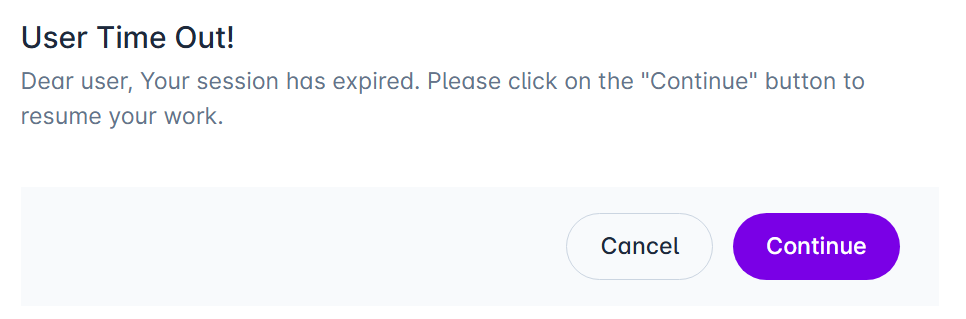 User Time Out!
Dear user, Your session has expired. Please click on the "Continue" button to
resume your work.
Cancel
Continue